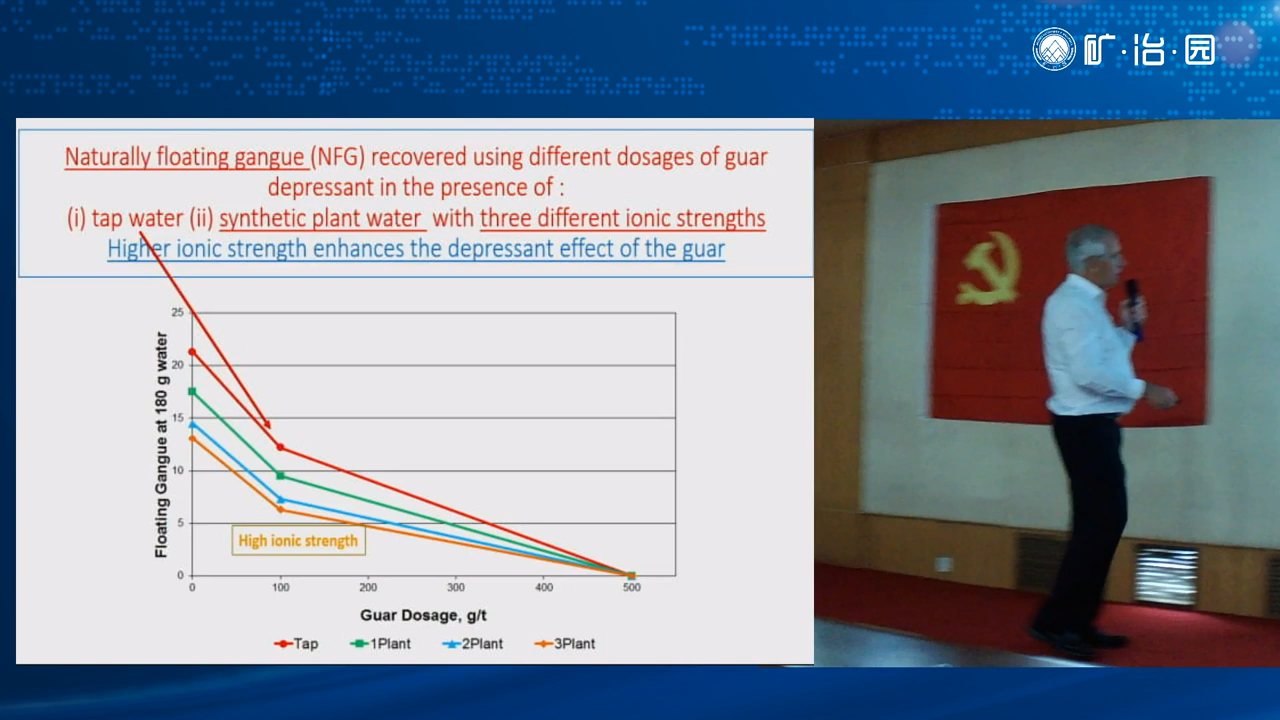 矿·冶·园
Naturally floating gangue (NFG) recovered using different dosages of guar
depressant in the presence of :
(i) tap water (ii) synthetic plant water with three different ionic strengths
Higher ionic strength enhances the depressant effect of the guar
Floating Gangue at 180 g water
25
20
15
10
5
0
High ionic strength
0 100 200 300 400 500
Guar Dosage, g/t
Tap 1Plant 2Plant 3Plant